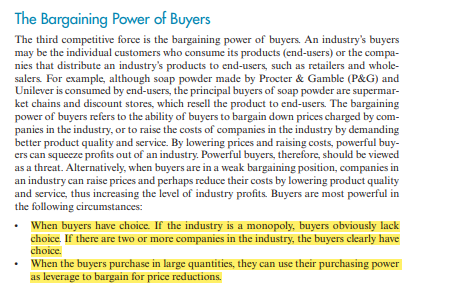 The Bargaining Power of Buyers
The third competitive force is the bargaining power of buyers. An industry's buyers
may be the individual customers who consume its products (end-users) or the compa-
nies that distribute an industry's products to end-users, such as retailers and whole-
salers. For example, although soap powder made by Procter & Gamble (P&G) and
Unilever is consumed by end-users, the principal buyers of soap powder are supermar-
ket chains and discount stores, which resell the product to end-users. The bargaining
power of buyers refers to the ability of buyers to bargain down prices charged by com-
panies in the industry, or to raise the costs of companies in the industry by demanding
better product quality and service. By lowering prices and raising costs, powerful buy-
ers can squeeze profits out of an industry. Powerful buyers, therefore, should be viewed
as a threat. Alternatively, when buyers are in a weak bargaining position, companies in
an industry can raise prices and perhaps reduce their costs by lowering product quality
and service, thus increasing the level of industry profits. Buyers are most powerful in
the following circumstances:
• When buyers have choice. If the industry is a monopoly, buyers obviously lack
choice. If there are two or more companies in the industry, the buyers clearly have
choice.
• When the buyers purchase in large quantities, they can use their purchasing power
as leverage to bargain for price reductions.